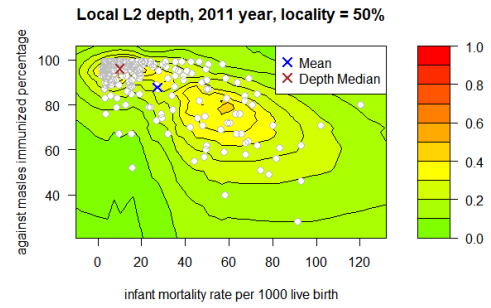 Local L2 depth, 2011 year, locality = 50%
against masles immunized percentage
100
80
60
40
0 20 40 60 80 100 120
infant mortality rate per 1000 live birth
Mean
Depth Median
1.0
0.8
0.6
0.4
0.2
0.0